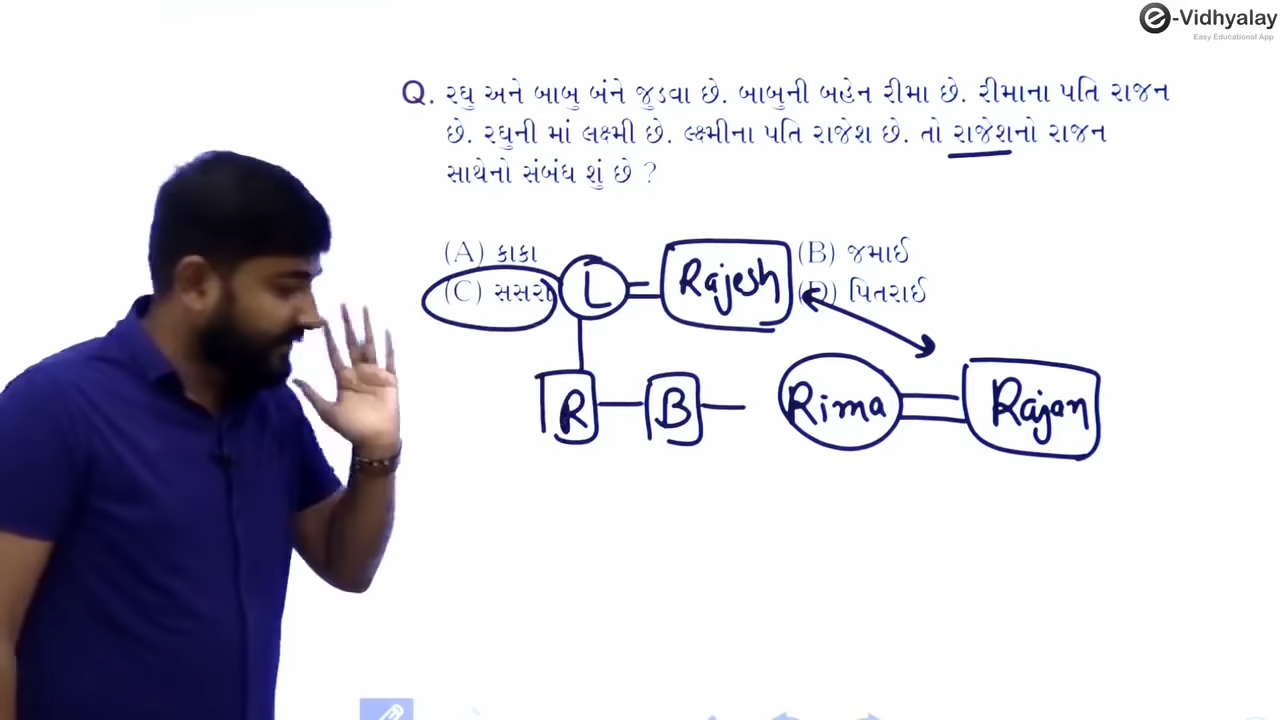 e-Vidhyalay
Easy Educational App
Q. રઘુ અને બાબુ બંને જુડવા છે. બાબુની બહેન રીમા છે. રીમાના પતિ રાજન
છે. રઘુની માં લક્ષ્મી છે. લ્ક્ષ્મીના પતિ રાજેશ છે. તો રાજેશનો રાજન
સાથેનો સંબંધ શું છે ?
(A) કાકા (B) જમાઈ
(C) સસરા (D) પિતરાઈ
L Rajesh
R B Rima Rajan